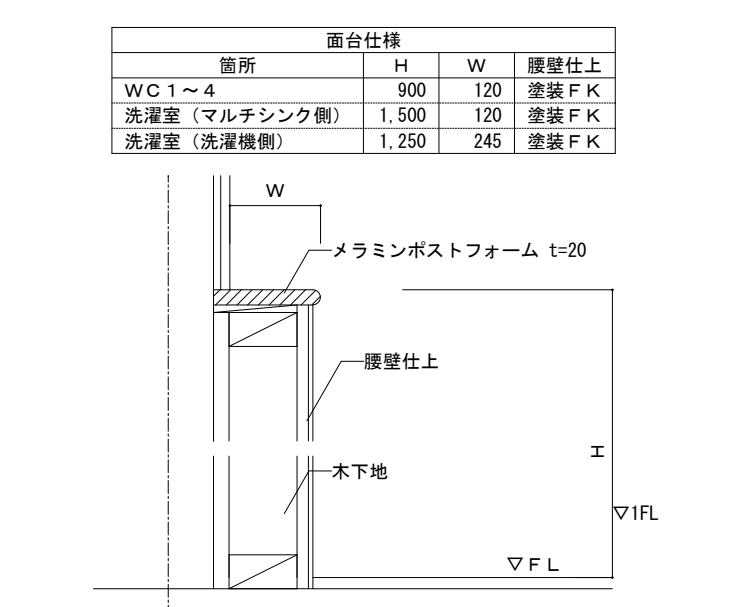 面台仕様
箇所 H W 腰壁仕上
ＷＣ１～４ 900 120 塗装ＦＫ
洗濯室（マルチシンク側） 1,500 120 塗装ＦＫ
洗濯室（洗濯機側） 1,250 245 塗装ＦＫ
W
メラミンポストフォーム t=20
腰壁仕上
H
木下地
▽1FL
▽ＦＬ